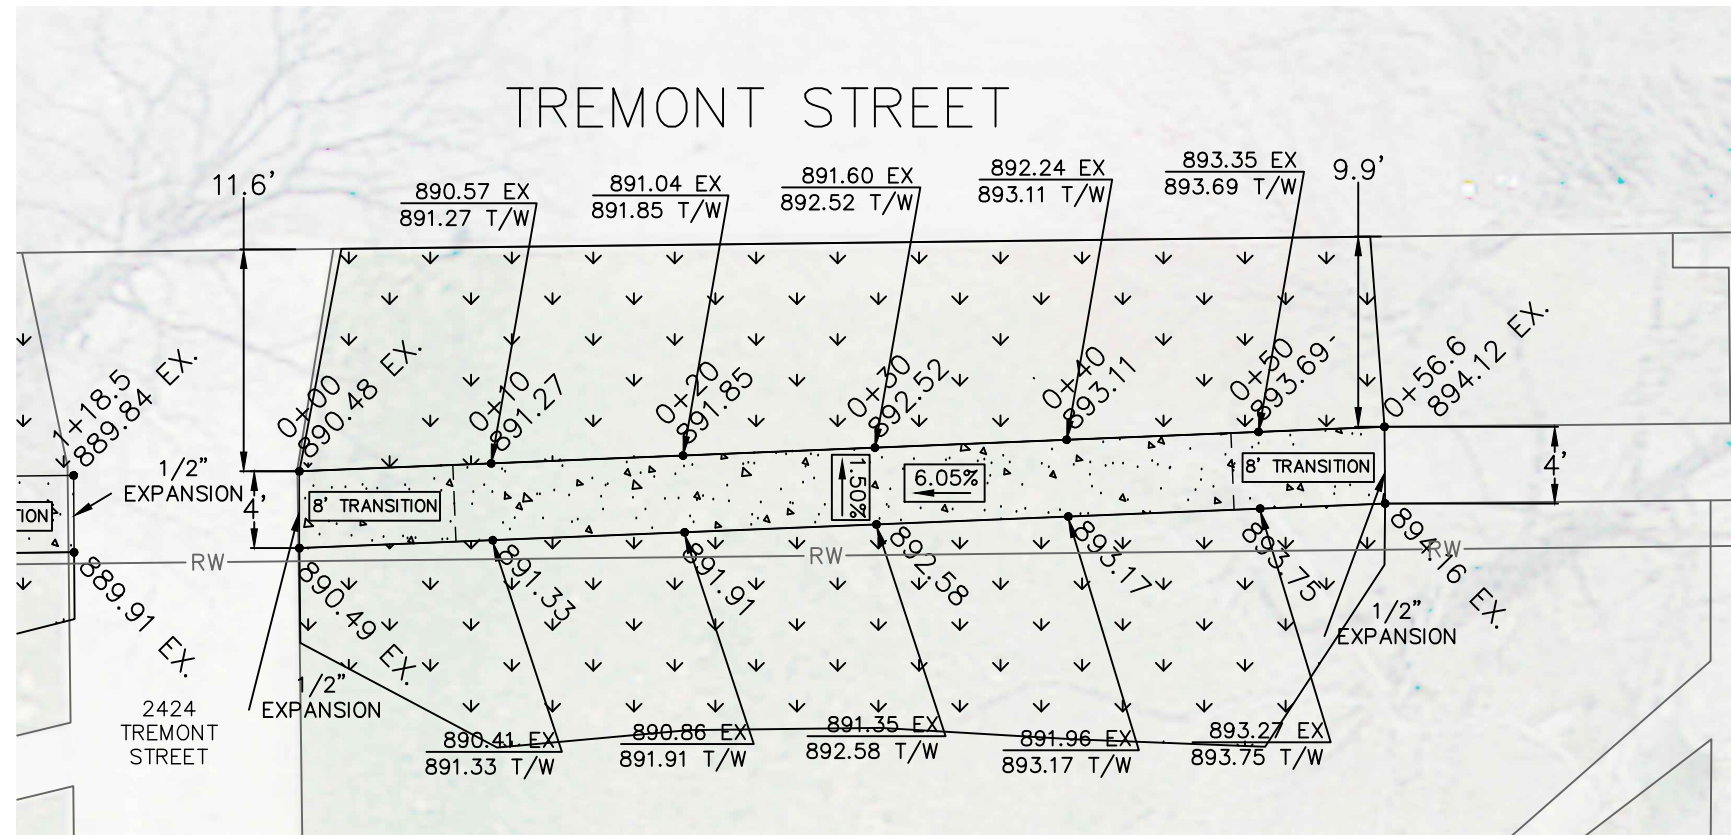 TREMONT STREET
11.6'
890.57 EX
891.27 T/W
891.04 EX
891.85 T/W
891.60 EX
892.52 T/W
892.24 EX
893.11 T/W
893.35 EX
893.69 T/W
9.9'
1+18.5
889.84 EX.
0+00
890.48 EX.
0+10
891.27
0+20
891.85
0+30
892.52
0+40
893.11
0+50
893.69-
0+56.6
894.12 EX.
1/2"
EXPANSION
4'
TION
8' TRANSITION
1.50%
6.05%
8' TRANSITION
4'
RW
RW
RW
889.91 EX.
890.49 EX.
891.33
891.91
892.58
893.17
893.75
894.16 EX.
1/2"
EXPANSION
1/2"
EXPANSION
2424
TREMONT
STREET
890.41 EX
891.33 T/W
890.86 EX
891.91 T/W
891.35 EX
892.58 T/W
891.96 EX
893.17 T/W
893.27 EX
893.75 T/W